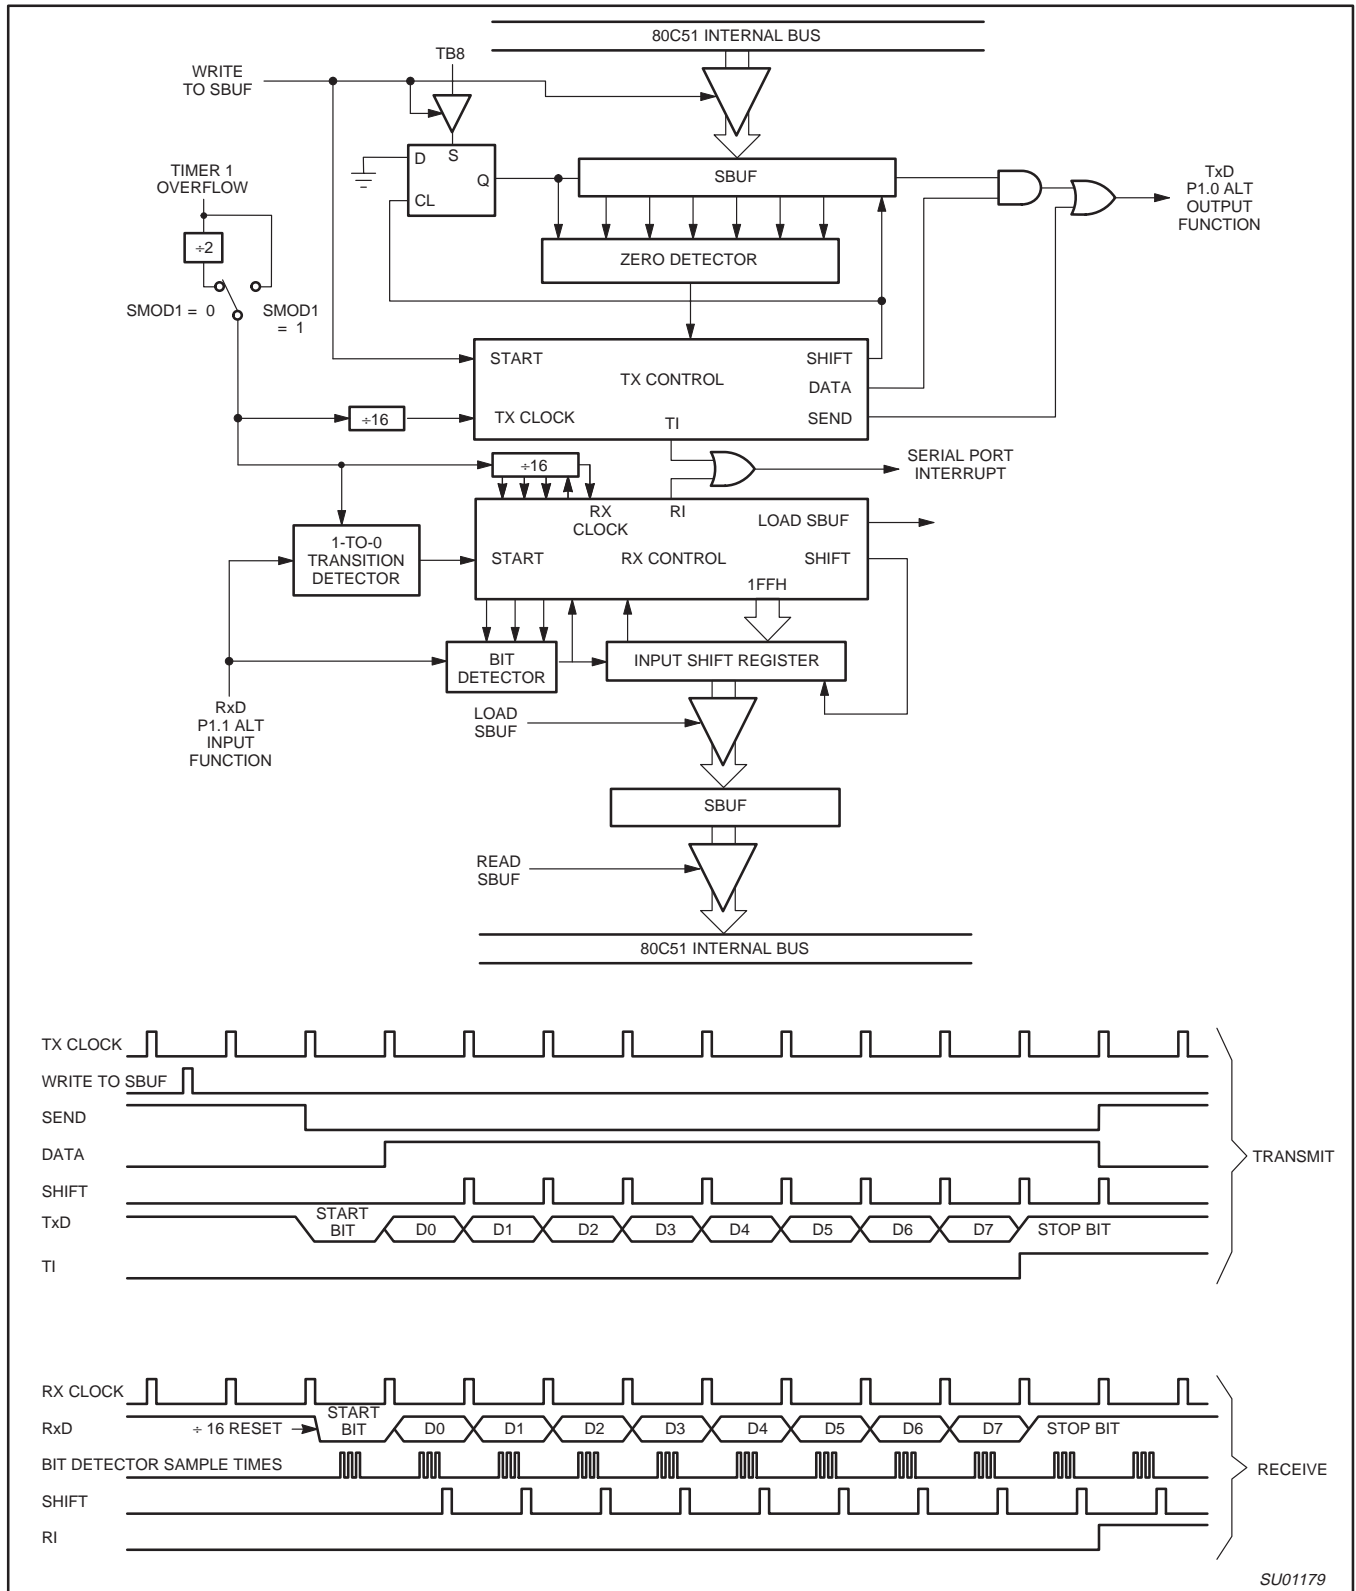 80C51 INTERNAL BUS
TB8
WRITE
TO SBUF
D
S
Q
CL
SBUF
TxD
P1.0 ALT
OUTPUT
FUNCTION
TIMER 1
OVERFLOW
÷2
ZERO DETECTOR
SMOD1 = 0
SMOD1
= 1
START
SHIFT
TX CONTROL
DATA
÷16
TX CLOCK
TI
SEND
SERIAL PORT
INTERRUPT
÷16
RX
CLOCK
RI
LOAD SBUF
1-TO-0
TRANSITION
DETECTOR
START
RX CONTROL
SHIFT
1FFH
BIT
DETECTOR
INPUT SHIFT REGISTER
RxD
P1.1 ALT
INPUT
FUNCTION
LOAD
SBUF
SBUF
READ
SBUF
80C51 INTERNAL BUS
TX CLOCK
WRITE TO SBUF
SEND
DATA
TRANSMIT
SHIFT
TxD
START
BIT
D0
D1
D2
D3
D4
D5
D6
D7
STOP BIT
TI
RX CLOCK
RxD
÷ 16 RESET
START
BIT
D0
D1
D2
D3
D4
D5
D6
D7
STOP BIT
BIT DETECTOR SAMPLE TIMES
RECEIVE
SHIFT
RI
SU01179